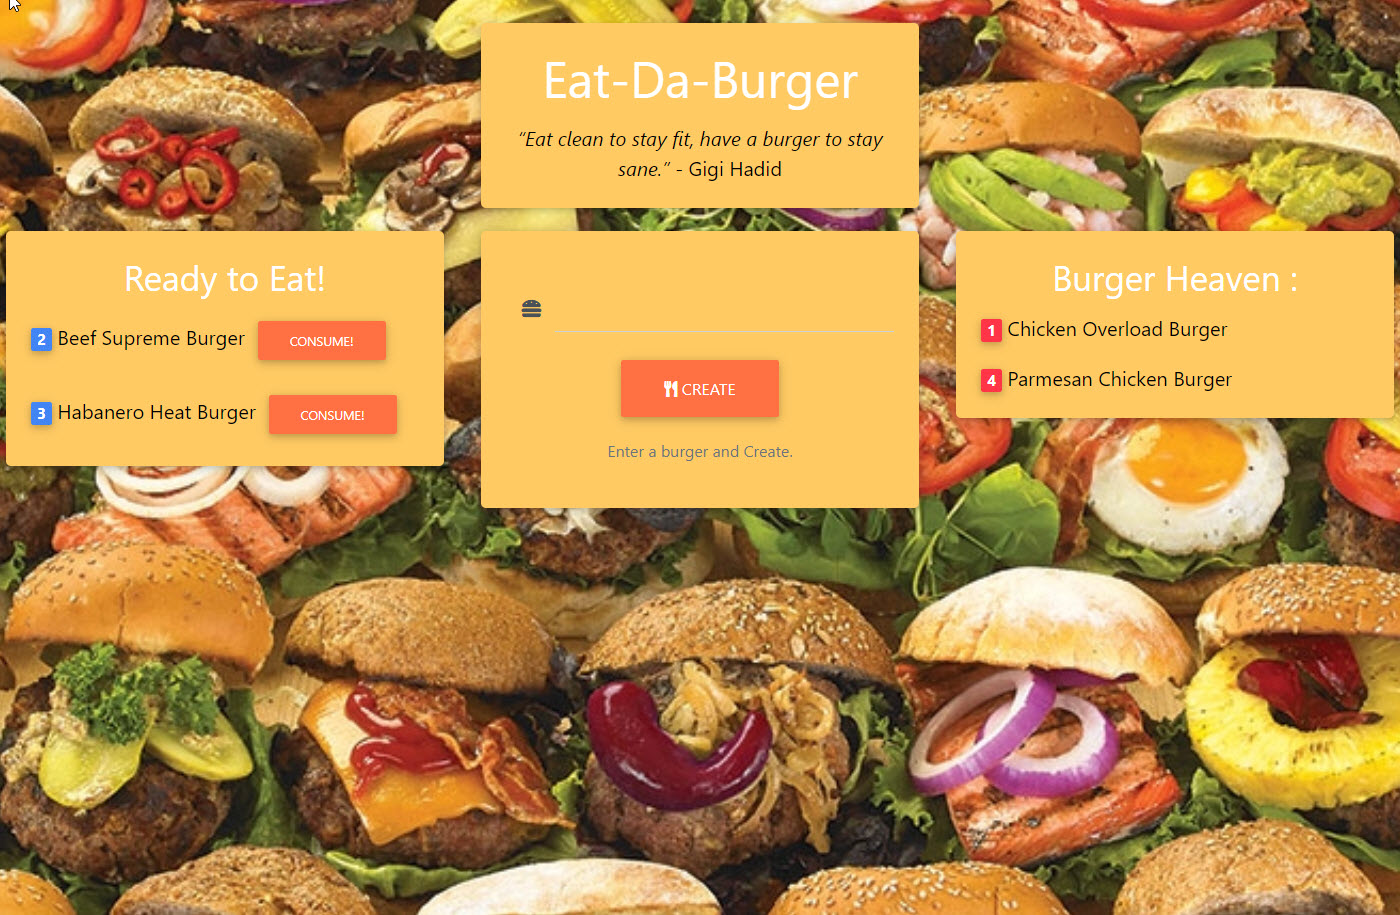 Eat-Da-Burger
“Eat clean to stay fit, have a burger to stay
sane.” - Gigi Hadid
Ready to Eat!
2 Beef Supreme Burger CONSUME!
3 Habanero Heat Burger CONSUME!
CREATE
Enter a burger and Create.
Burger Heaven :
1 Chicken Overload Burger
4 Parmesan Chicken Burger